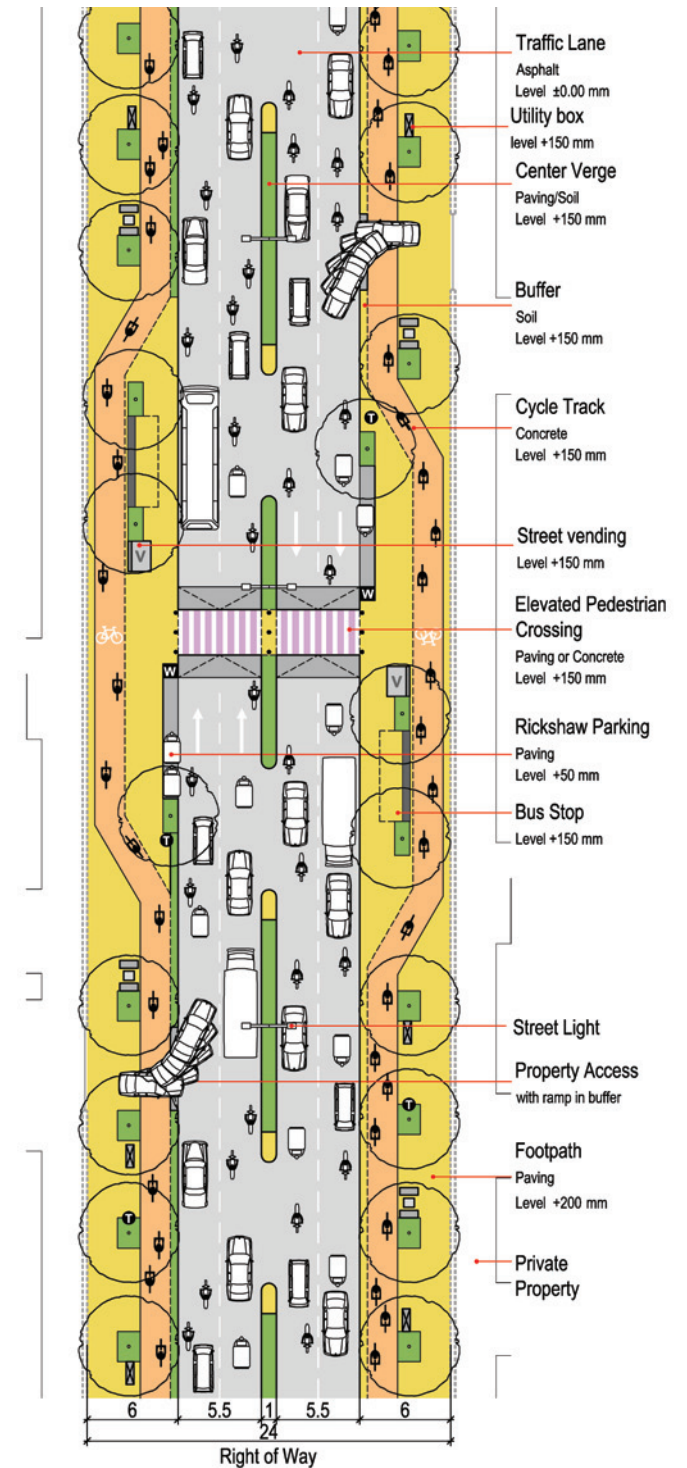 Traffic Lane
Asphalt
Level ±0.00 mm
Utility box
level +150 mm
Center Verge
Paving/Soil
Level +150 mm
Buffer
Soil
Level +150 mm
T
Cycle Track
Concrete
Level +150 mm
V
Street vending
Level +150 mm
W
Elevated Pedestrian
Crossing
Paving or Concrete
Level +150 mm
W
V
Rickshaw Parking
Paving
Level +50 mm
Bus Stop
Level +150 mm
T
Street Light
Property Access
with ramp in buffer
T
Footpath
Paving
Level +200 mm
T
Private
Property
6 5.5 1 5.5 6
24
Right of Way